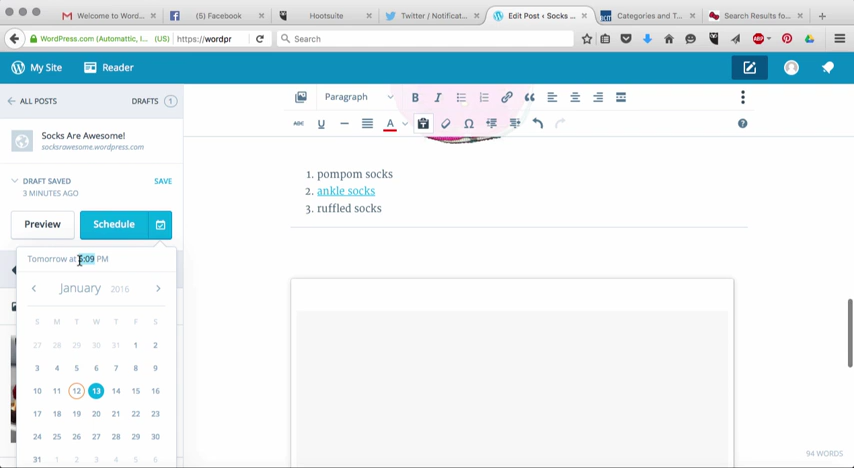 Welcome to Word...
(5) Facebook
Hootsuite
Twitter / Notificat...
Edit Post ‹ Socks ...
Categories and T...
Search Results fo...
WordPress.com (Automattic, I... (US)
https://wordpr
Search
ABP
My Site
Reader
ALL POSTS
DRAFTS 1
Paragraph
B I
ABC U A
Socks Are Awesome!
socksrawesome.wordpress.com
DRAFT SAVED
SAVE
3 MINUTES AGO
Preview
Schedule
1. pompom socks
2. ankle socks
3. ruffled socks
Tomorrow at :09 PM
January 2016
S M T W T F S
27 28 29 30 31 1 2
3 4 5 6 7 8 9
10 11 12 13 14 15 16
17 18 19 20 21 22 23
24 25 26 27 28 29 30
31 1 2 3 4 5 6
94 WORDS